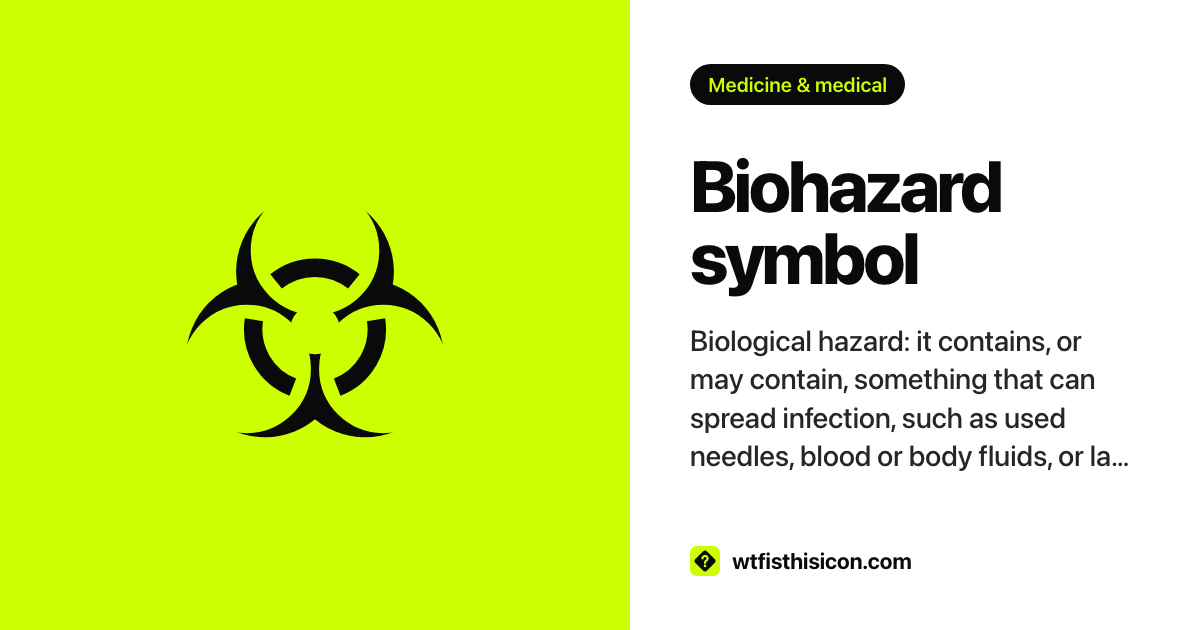 Medicine & medical
Biohazard
symbol
Biological hazard: it contains, or
may contain, something that can
spread infection, such as used
needles, blood or body fluids, or la...
?
wtfisthisicon.com